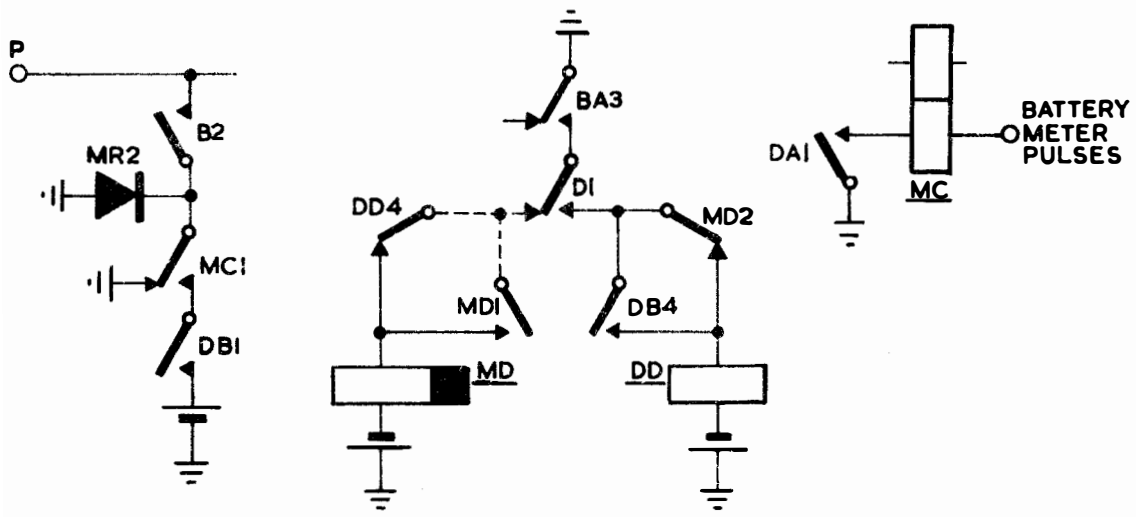 P
B2
MR2
MC1
DB1
BA3
D1
DD4
MD2
MD1
DB4
MD
DD
DA1
MC
BATTERY
METER
PULSES